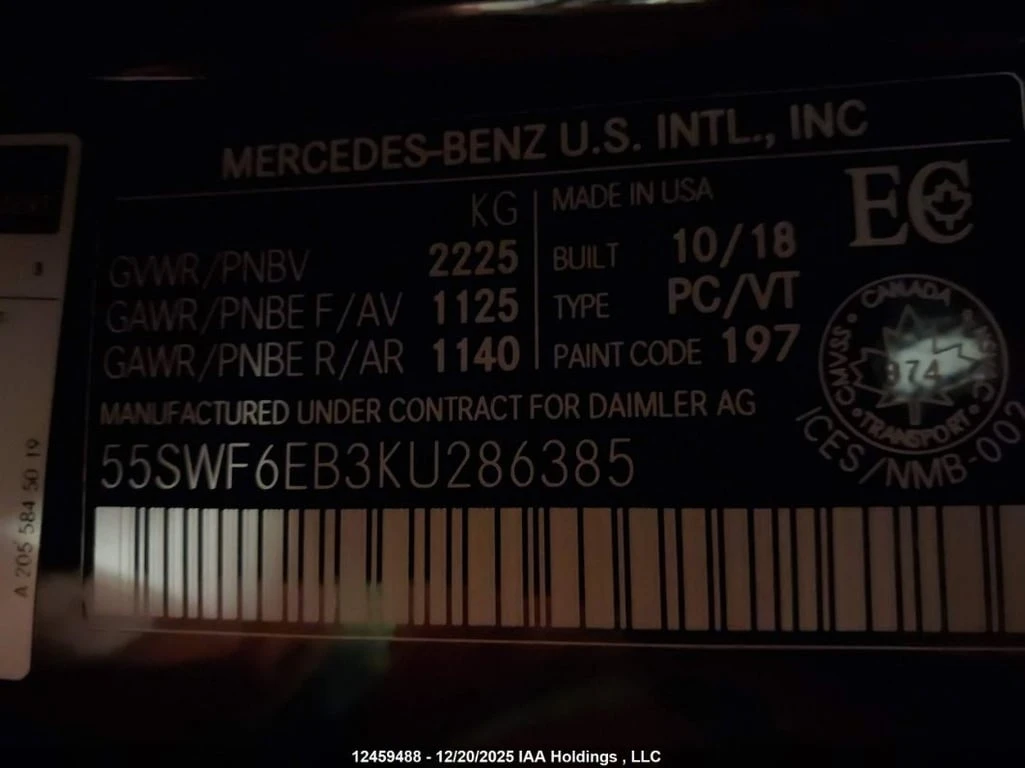 MERCEDES-BENZ U.S. INTL., INC
KG
GVWR/PNBV 2225
GAWR/PNBE F/AV 1125
GAWR/PNBE R/AR 1140
MADE IN USA
BUILT 10/18
TYPE PC/VT
PAINT CODE 197
EC
CANADA
CMVSS NSVAC
974
TRANSPORT
ICES/NMB-002
MANUFACTURED UNDER CONTRACT FOR DAIMLER AG
55SWF6EB3KU286385
A 205 584 50 19
12459488 - 12/20/2025 IAA Holdings , LLC